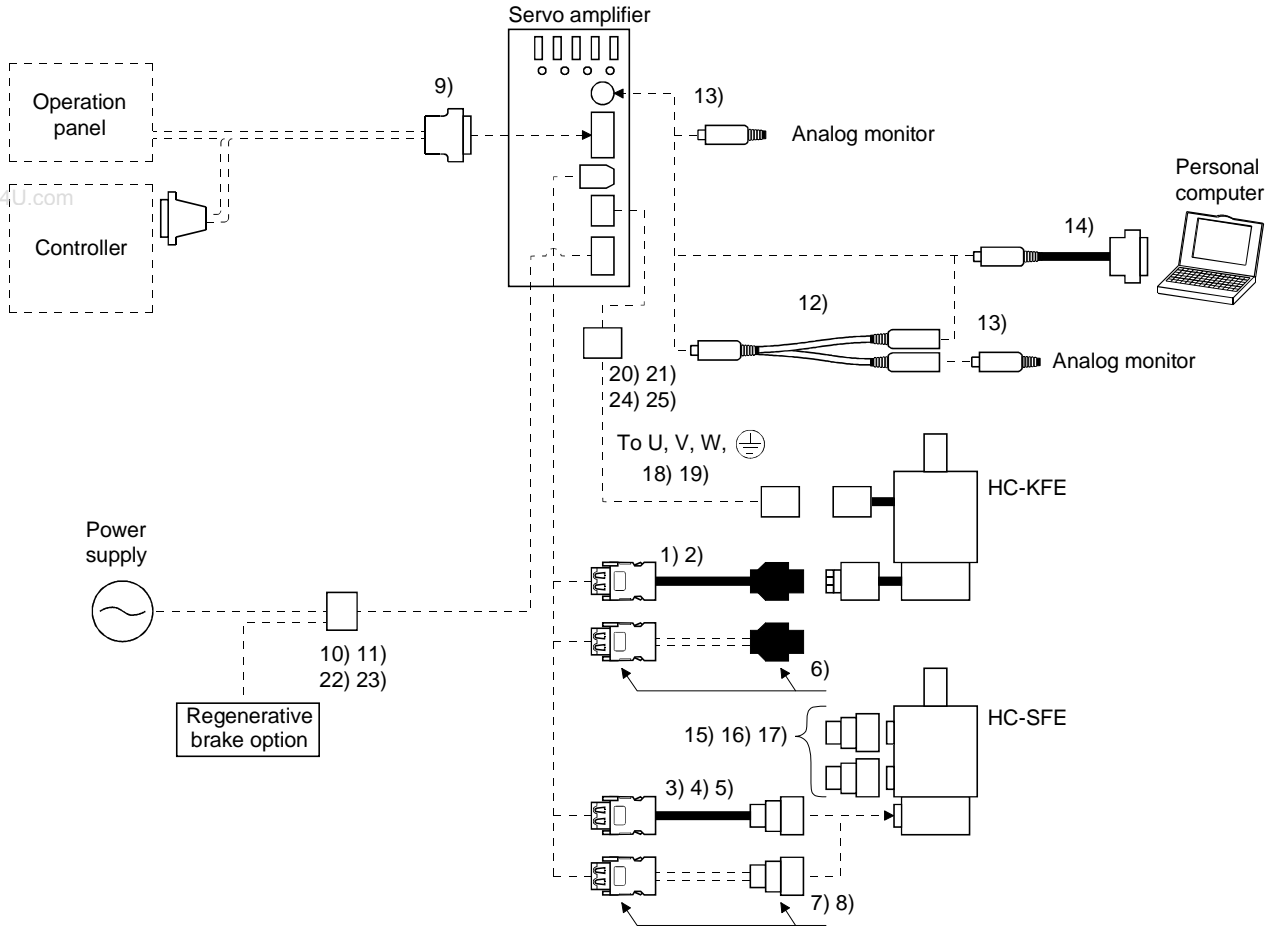 Servo amplifier
Operation
panel
9)
13)
Analog monitor
4U.com
Controller
Personal
computer
14)
12)
13)
Analog monitor
20) 21)
24) 25)
To U, V, W,
18) 19)
HC-KFE
Power
supply
1) 2)
10) 11)
22) 23)
6)
Regenerative
brake option
15) 16) 17)
HC-SFE
3) 4) 5)
7) 8)